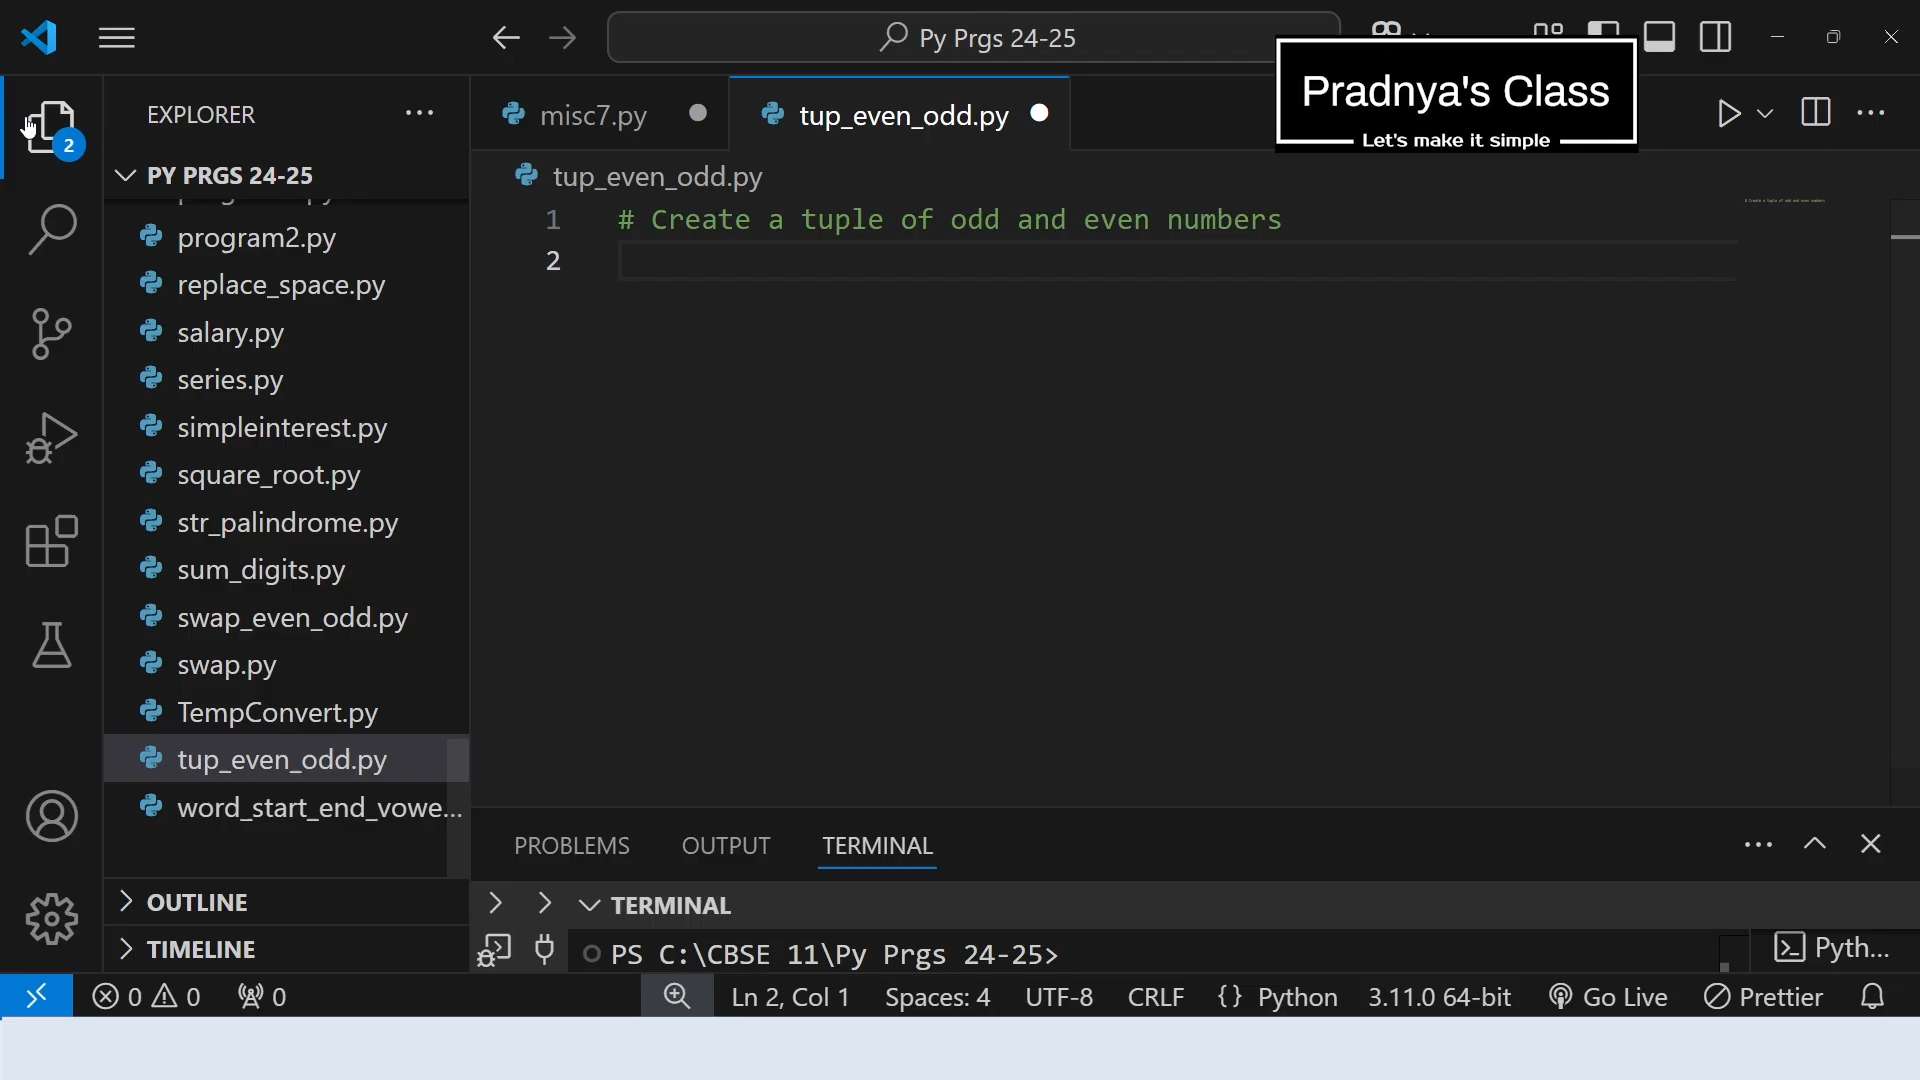 Py Prgs 24-25
Pradnya's Class
Let's make it simple
EXPLORER
2
misc7.py
tup_even_odd.py
PY PRGS 24-25
tup_even_odd.py
1 # Create a tuple of odd and even numbers
2
program2.py
replace_space.py
salary.py
series.py
simpleinterest.py
square_root.py
str_palindrome.py
sum_digits.py
swap_even_odd.py
swap.py
TempConvert.py
tup_even_odd.py
word_start_end_vowe...
OUTLINE
TIMELINE
PROBLEMS
OUTPUT
TERMINAL
TERMINAL
PS C:\CBSE 11\Py Prgs 24-25>
Pyth...
0 0 0
Ln 2, Col 1
Spaces: 4
UTF-8
CRLF
{} Python
3.11.0 64-bit
Go Live
Prettier